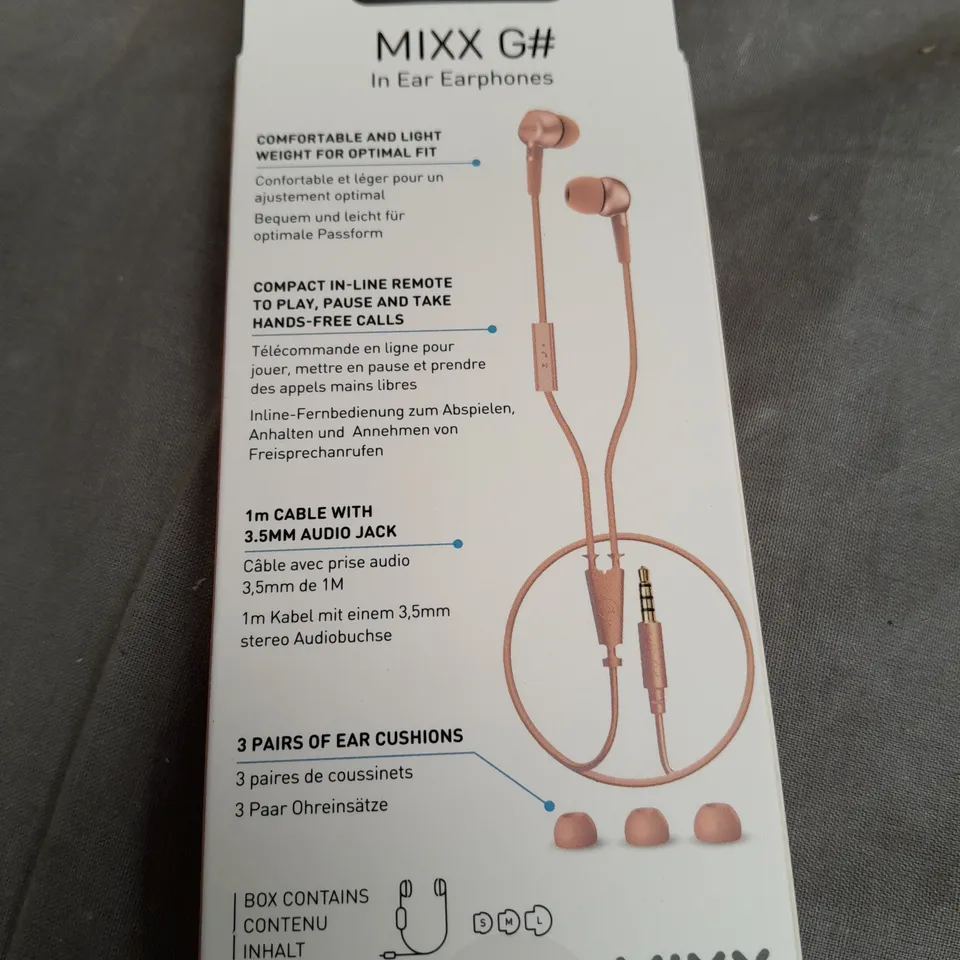 MIXX G#
In Ear Earphones
COMFORTABLE AND LIGHT
WEIGHT FOR OPTIMAL FIT
Confortable et léger pour un
ajustement optimal
Bequem und leicht für
optimale Passform
COMPACT IN-LINE REMOTE
TO PLAY, PAUSE AND TAKE
HANDS-FREE CALLS
Télécommande en ligne pour
jouer, mettre en pause et prendre
des appels mains libres
Inline-Fernbedienung zum Abspielen,
Anhalten und Annehmen von
Freisprechanrufen
1m CABLE WITH
3.5MM AUDIO JACK
Câble avec prise audio
3,5mm de 1M
1m Kabel mit einem 3,5mm
stereo Audiobuchse
3 PAIRS OF EAR CUSHIONS
3 paires de coussinets
3 Paar Ohreinsätze
BOX CONTAINS
CONTENU
INHALT
S M L
MIXX